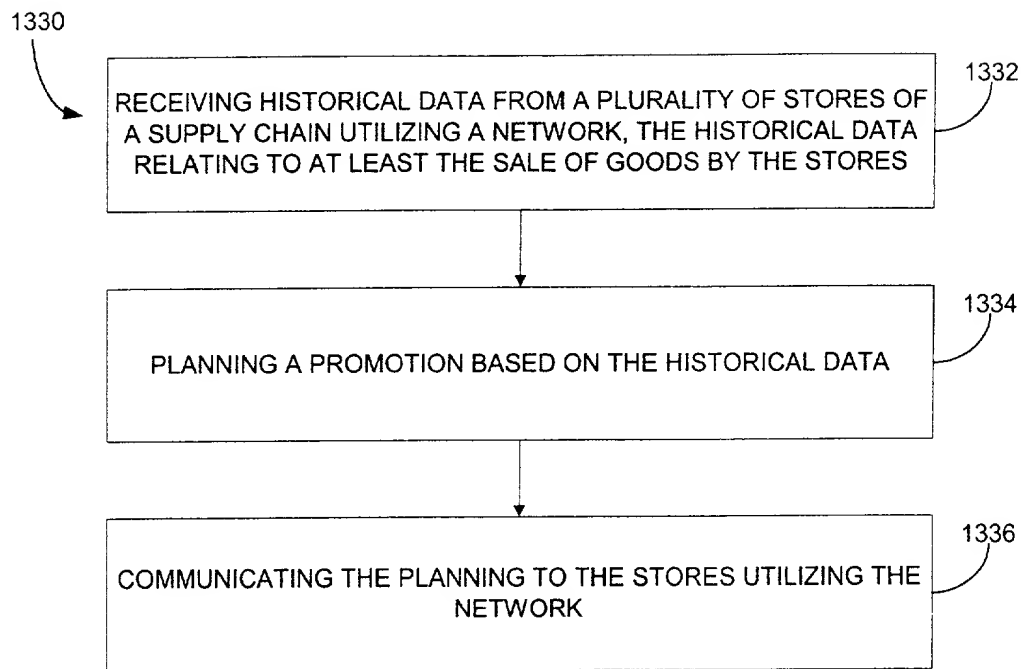 1330
1332
RECEIVING HISTORICAL DATA FROM A PLURALITY OF STORES OF
A SUPPLY CHAIN UTILIZING A NETWORK, THE HISTORICAL DATA
RELATING TO AT LEAST THE SALE OF GOODS BY THE STORES
1334
PLANNING A PROMOTION BASED ON THE HISTORICAL DATA
1336
COMMUNICATING THE PLANNING TO THE STORES UTILIZING THE
NETWORK